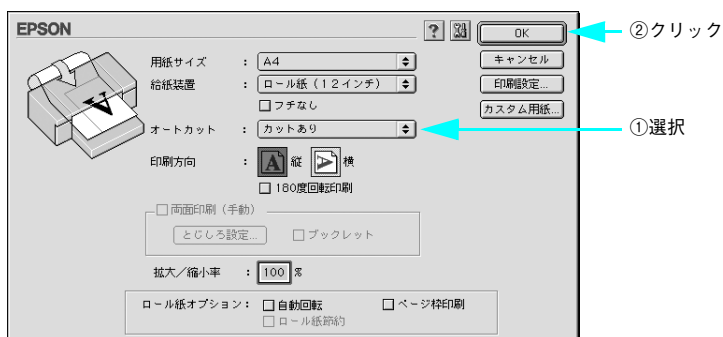 EPSON
? OK ②クリック
用紙サイズ : A4 キャンセル
給紙装置 : ロール紙(12インチ) 印刷設定...
フチなし カスタム用紙...
オートカット : カットあり ①選択
印刷方向 : A 縦 A 横
180度回転印刷
両面印刷(手動)
とじしろ設定... ブックレット
拡大/縮小率 : 100 %
ロール紙オプション: 自動回転 ページ枠印刷
ロール紙節約